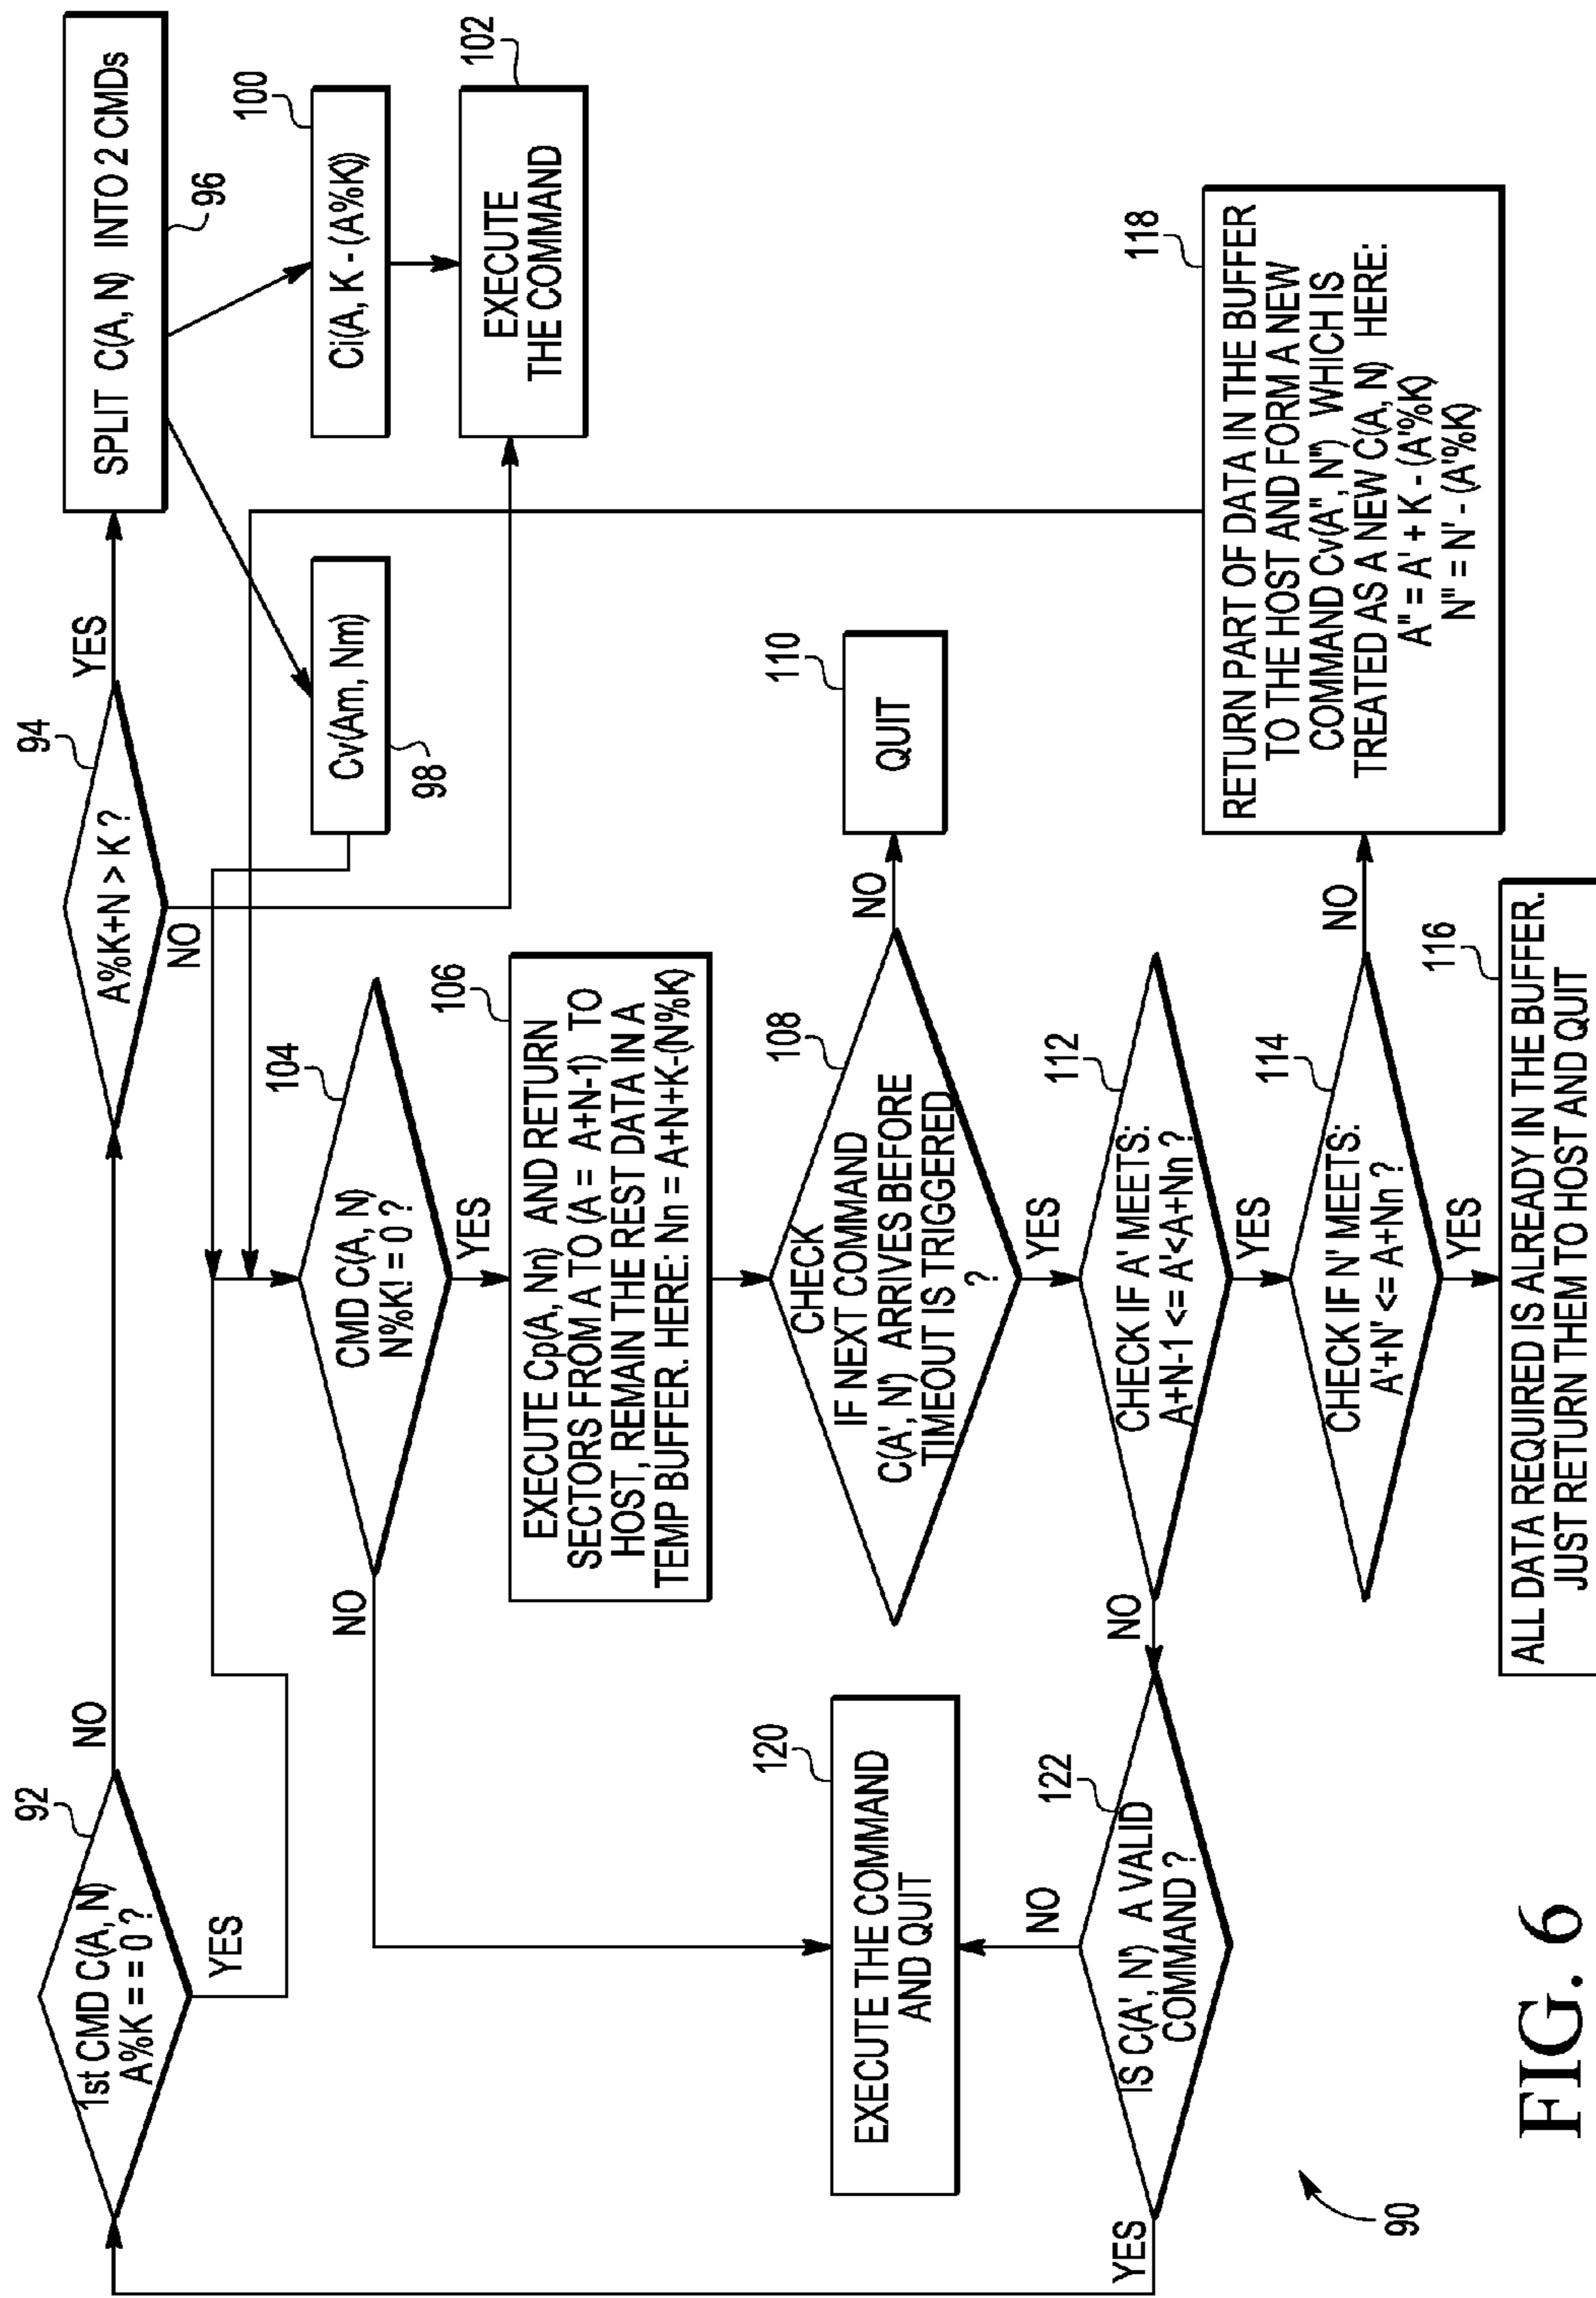 92
1st CMD C(A, N)
A%K = = 0 ?
NO
YES
94
A%K+N > K ?
YES
NO
SPLIT C(A, N) INTO 2 CMDs
96
Cv(Am, Nm)
98
100
Ci(A, K - (A%K)
102
EXECUTE
THE COMMAND
104
CMD C(A, N)
N%K! = 0 ?
NO
YES
106
EXECUTE Cp(A, Nn) AND RETURN
SECTORS FROM A TO (A = A+N-1) TO
HOST, REMAIN THE REST DATA IN A
TEMP BUFFER. HERE: Nn = A+N+K-(N%K)
108
CHECK
IF NEXT COMMAND
C(A', N') ARRIVES BEFORE
TIMEOUT IS TRIGGERED
?
NO
YES
110
QUIT
112
CHECK IF A' MEETS:
A+N-1 <= A'<A+Nn ?
NO
YES
114
CHECK IF N' MEETS:
A'+N' <= A+Nn ?
NO
YES
116
ALL DATA REQUIRED IS ALREADY IN THE BUFFER.
JUST RETURN THEM TO HOST AND QUIT
118
RETURN PART OF DATA IN THE BUFFER
TO THE HOST AND FORM A NEW
COMMAND Cv(A", N") WHICH IS
TREATED AS A NEW C(A, N) HERE:
A" = A' + K - (A'%K)
N" = N' - (A'%K)
120
EXECUTE THE COMMAND
AND QUIT
122
IS C(A', N') A VALID
COMMAND ?
NO
YES
90
FIG. 6